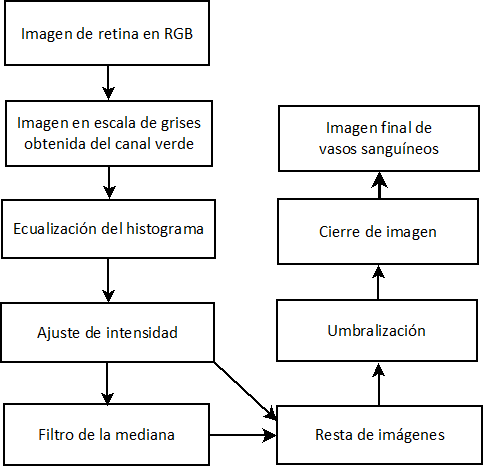 Imagen de retina en RGB
Imagen en escala de grises
obtenida del canal verde
Ecualización del histograma
Ajuste de intensidad
Filtro de la mediana
Resta de imágenes
Umbralización
Cierre de imagen
Imagen final de
vasos sanguíneos